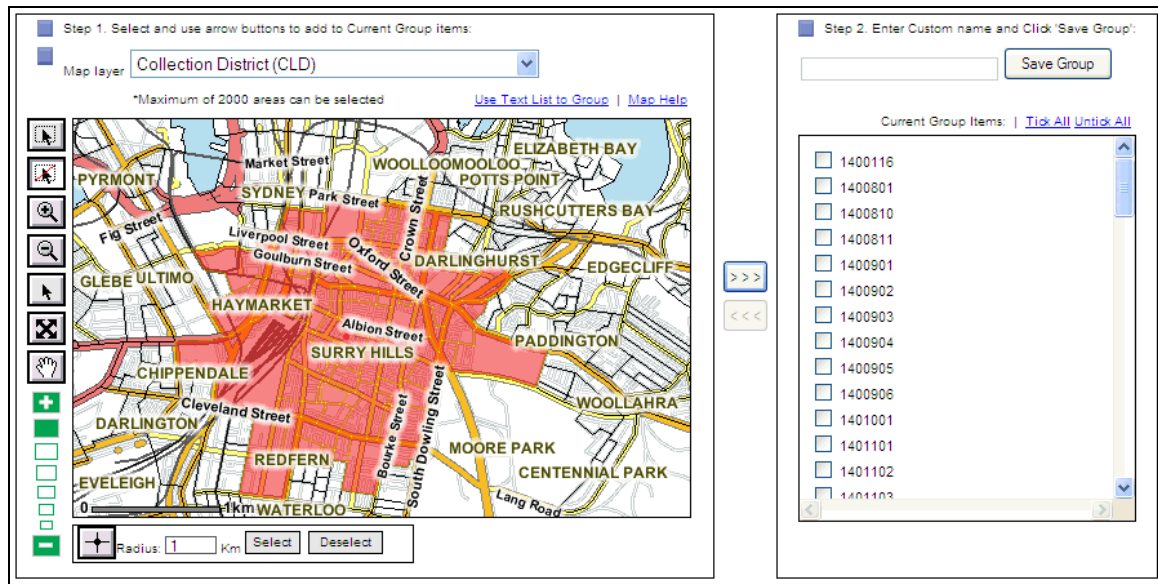 Step 1. Select and use arrow buttons to add to Current Group items:
Map layer Collection District (CLD)
*Maximum of 2000 areas can be selected Use Text List to Group | Map Help
ELIZABETH BAY
WOOLLOOMOOLOO
Market Street
POTTS POINT
PYRMONT
SYDNEY Park Street
Crown Street
RUSHCUTTERS BAY
Fig Street
Liverpool Street
Oxford Street
Goulburn Street
DARLINGHURST
EDGECLIFF
GLEBE ULTIMO
HAYMARKET
Albion Street
PADDINGTON
SURRY HILLS
CHIPPENDALE
WOOLLAHRA
Cleveland Street
Bourke Street
South Dowling Street
DARLINGTON
MOORE PARK
REDFERN
CENTENNIAL PARK
EVELEIGH
Lang Road
0 1 km WATERLOO
Radius: 1 Km Select Deselect
>>>
<<<
Step 2. Enter Custom name and Click 'Save Group':
Save Group
Current Group Items: | Tick All Untick All
1400116
1400801
1400810
1400811
1400901
1400902
1400903
1400904
1400905
1400906
1401001
1401101
1401102
1401103